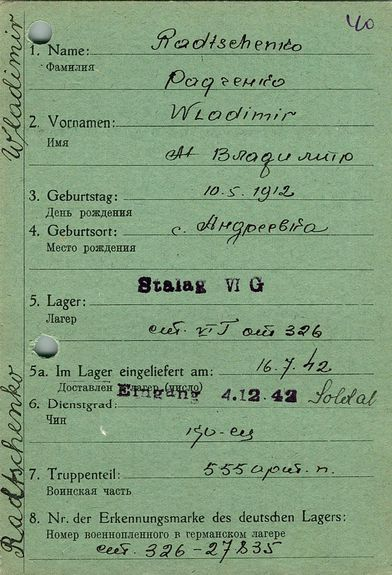 40
Wladimir
1. Name: Radtschenko
Фамилия
Радченко
2. Vornamen: Wladimir
Имя
Владимир
3. Geburtstag: 10.5.1912
День рождения
4. Geburtsort: с. Андреевка
Место рождения
Stalag VI G
5. Lager:
Лагерь
326
5a. Im Lager eingeliefert am: 16.7.42
Доставлен в лагерь (число)
Eingang 4.12.42 Soldat
6. Dienstgrad:
Чин
кр-ец
7. Truppenteil: 555 арт. п.
Воинская часть
8. Nr. der Erkennungsmarke des deutschen Lagers:
Номер военнопленного в германском лагере
326-27835
Radtschenko